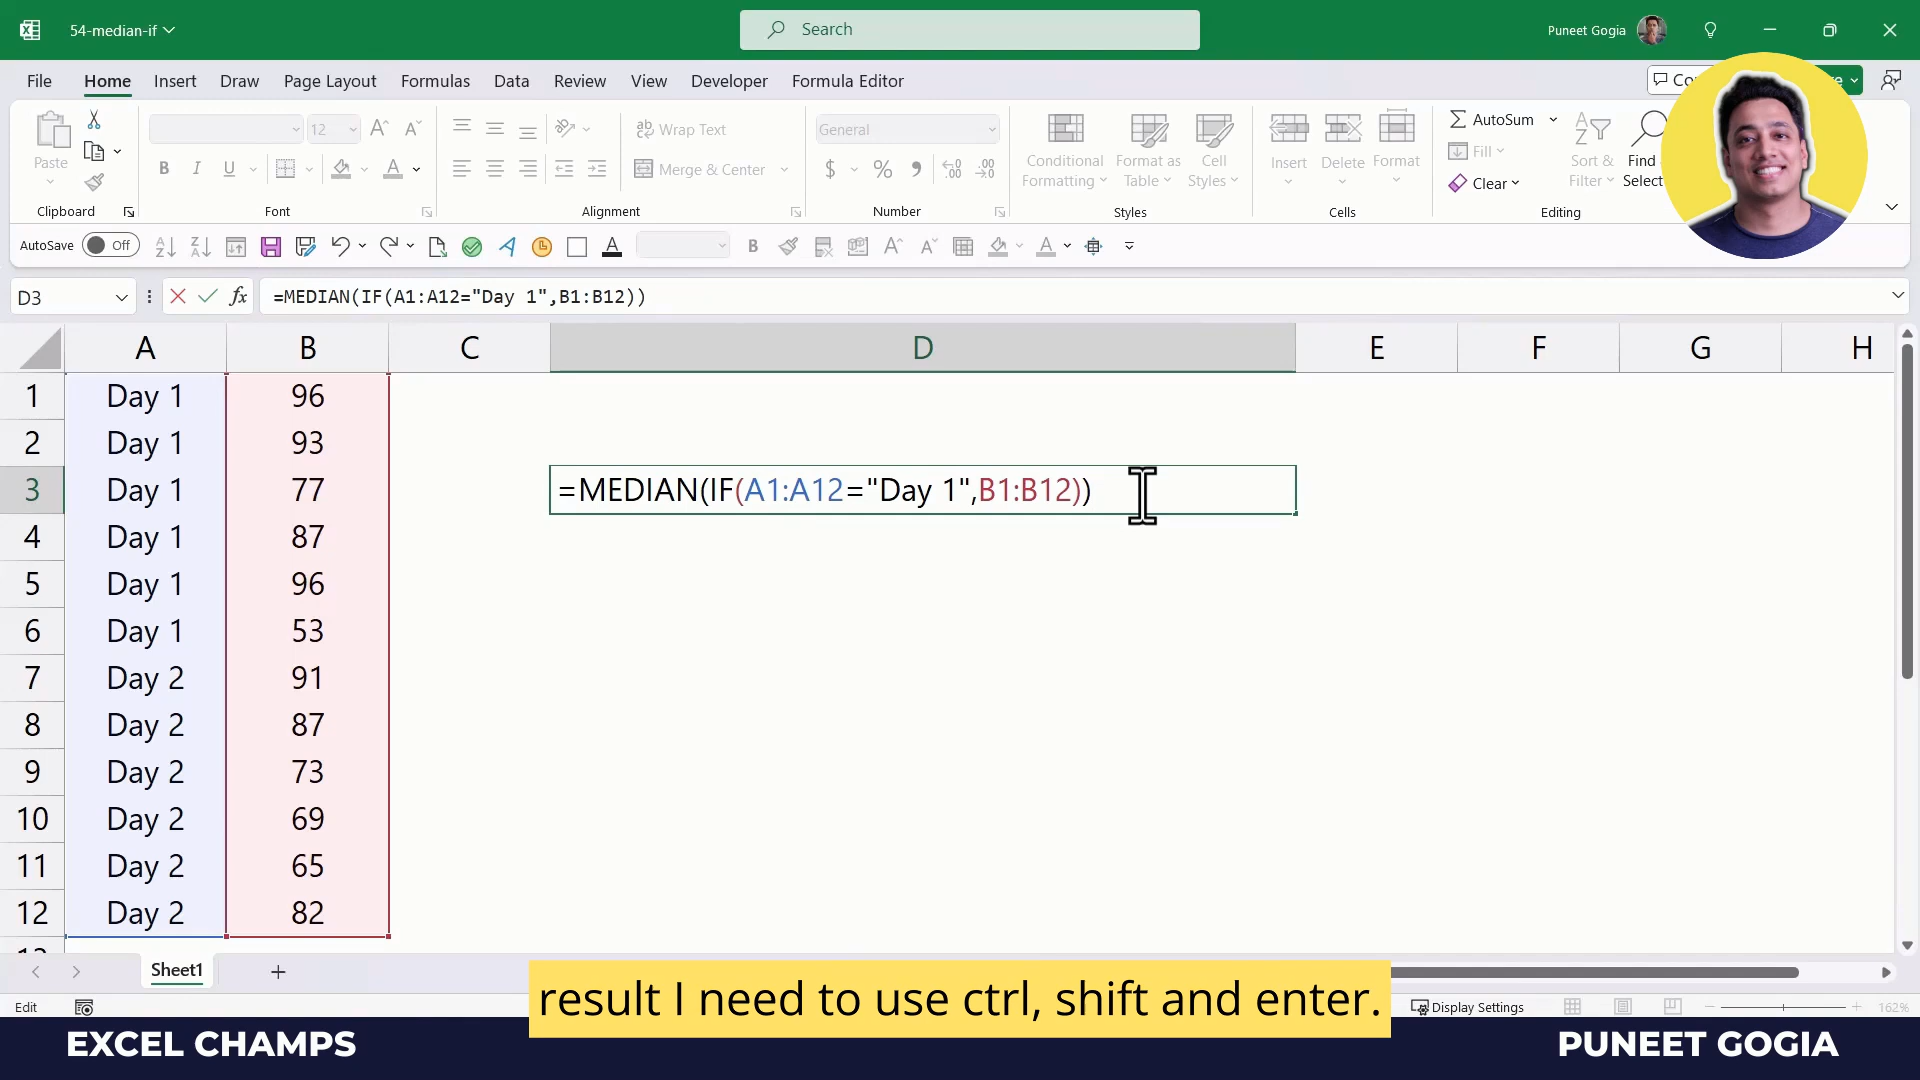 54-median-if
Search
Puneet Gogia
File Home Insert Draw Page Layout Formulas Data Review View Developer Automate Formula Editor
Paste
12
Wrap Text
Merge & Center
General
Conditional Formatting
Format as Table
Cell Styles
Insert
Delete
Format
AutoSum
Fill
Clear
Sort & Filter
Find
Select
Clipboard Font Alignment Number Styles Cells Editing
AutoSave Off
D3 fx =MEDIAN(IF(A1:A12="Day 1",B1:B12))
A B C D E F G H
1 Day 1 96
2 Day 1 93
3 Day 1 77 =MEDIAN(IF(A1:A12="Day 1",B1:B12))
4 Day 1 87
5 Day 1 96
6 Day 1 53
7 Day 2 91
8 Day 2 87
9 Day 2 73
10 Day 2 69
11 Day 2 65
12 Day 2 82
Sheet1
result I need to use ctrl, shift and enter.
Edit
Display Settings
162%
EXCEL CHAMPS
PUNEET GOGIA